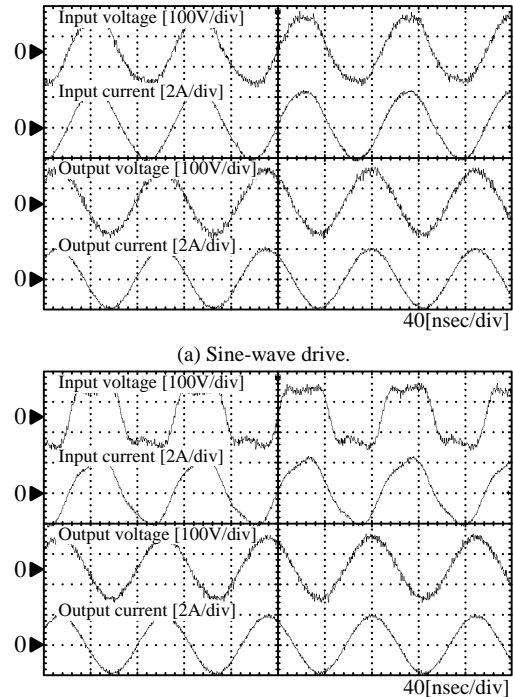 Input voltage [100V/div]
0
Input current [2A/div]
0
Output voltage [100V/div]
0
Output current [2A/div]
0
40[nsec/div]
(a) Sine-wave drive.
Input voltage [100V/div]
0
Input current [2A/div]
0
Output voltage [100V/div]
0
Output current [2A/div]
0
40[nsec/div]